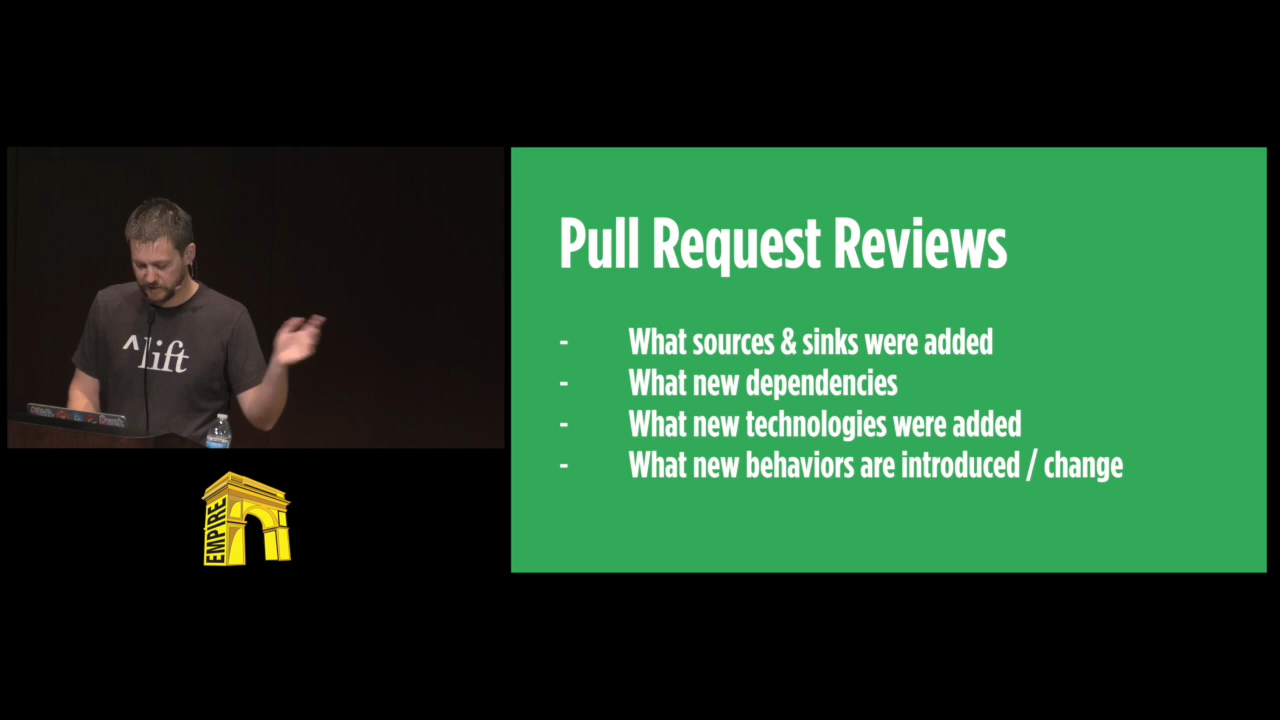 ^lift
EMPIRE
Pull Request Reviews
- What sources & sinks were added
- What new dependencies
- What new technologies were added
- What new behaviors are introduced / change